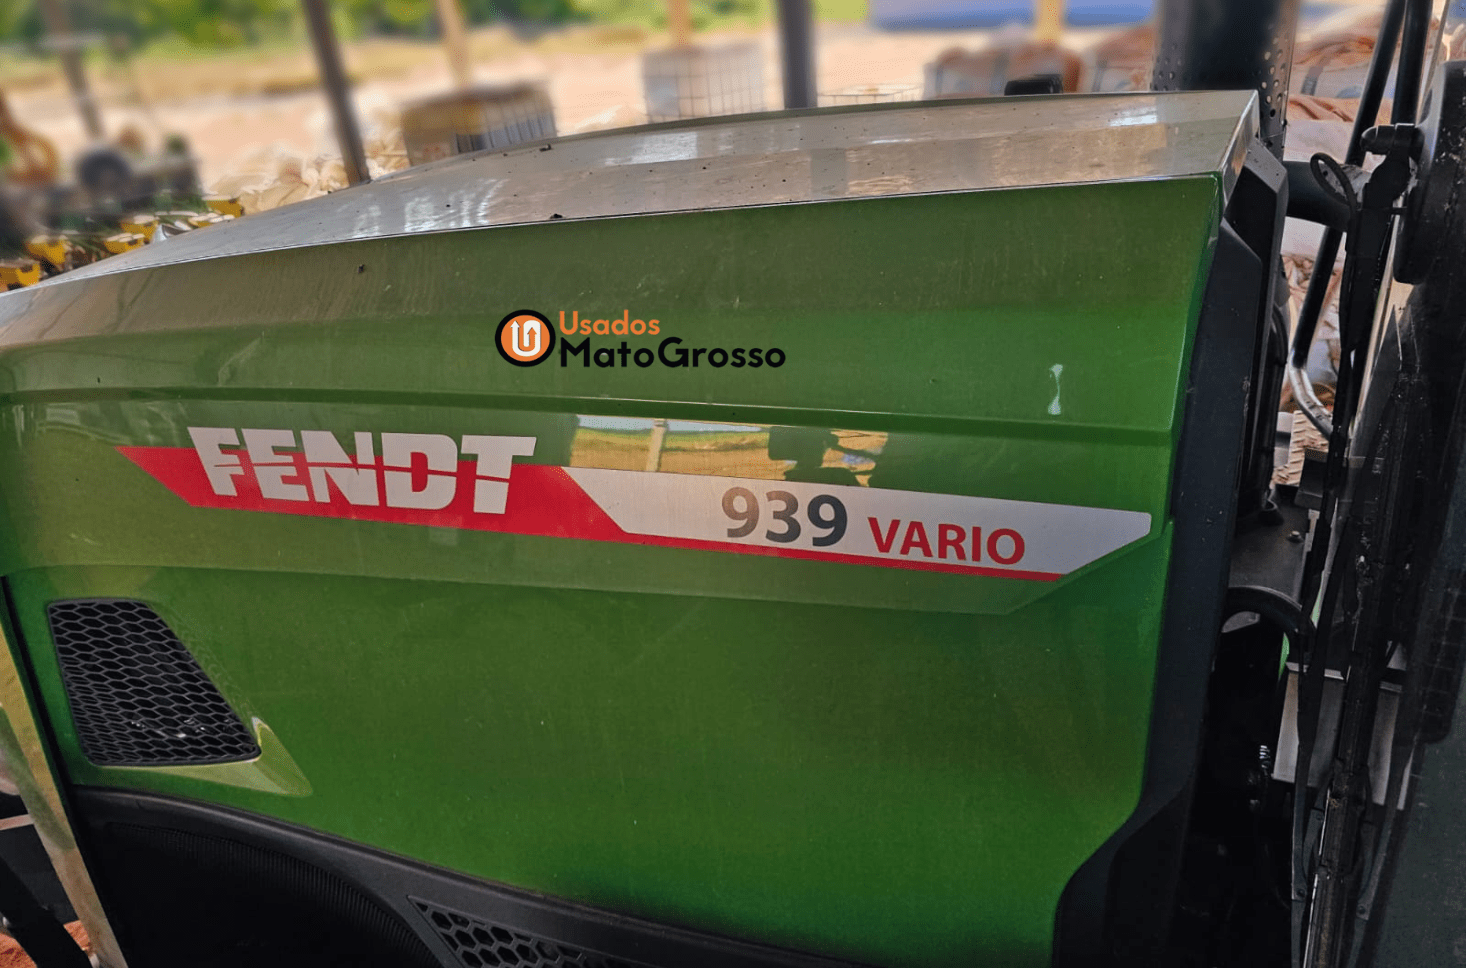 Usados
MatoGrosso
FENDT
939 VARIO